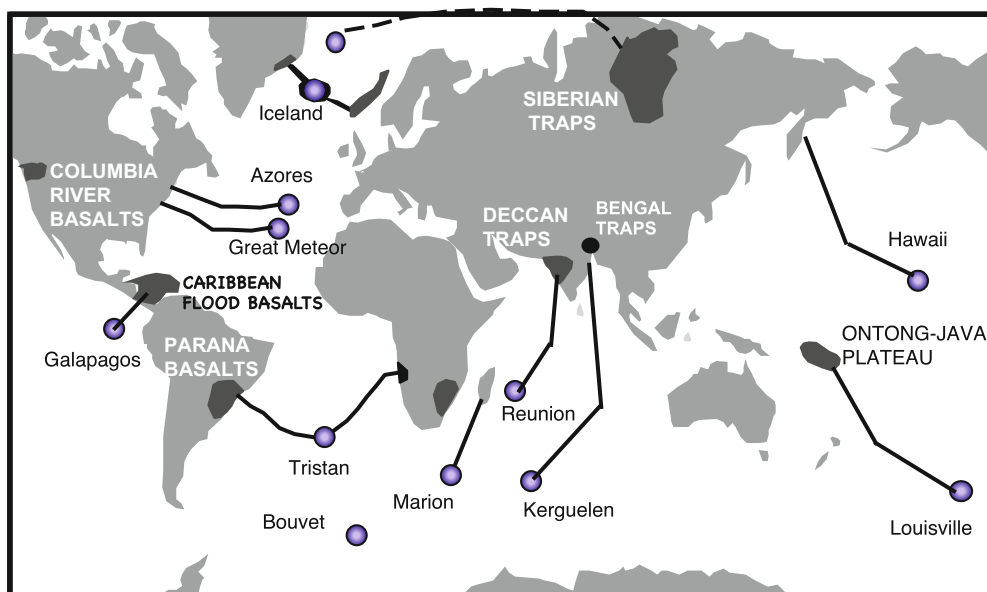 Iceland
SIBERIAN
TRAPS
COLUMBIA
RIVER
BASALTS
Azores
Great Meteor
DECCAN
TRAPS
BENGAL
TRAPS
Hawaii
CARIBBEAN
FLOOD BASALTS
Galapagos
PARANA
BASALTS
ONTONG-JAVA
PLATEAU
Reunion
Tristan
Marion
Kerguelen
Bouvet
Louisville